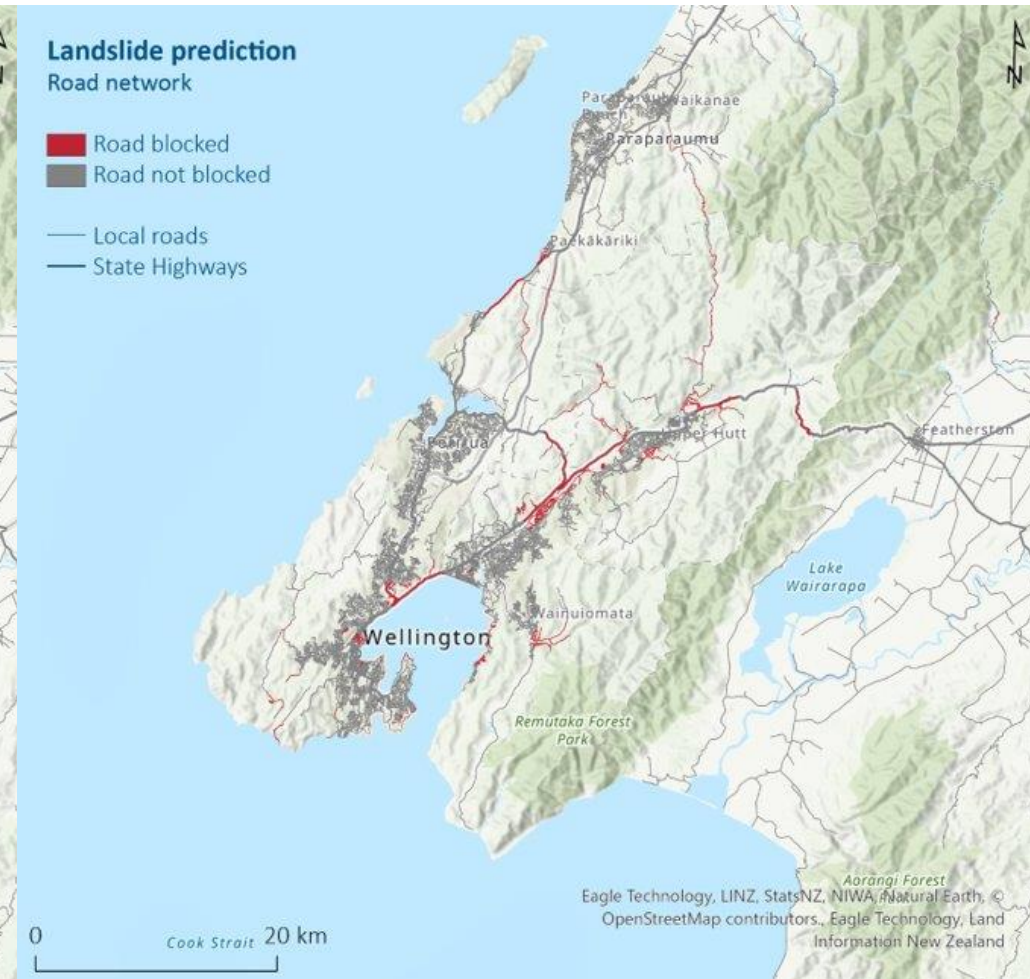 Landslide prediction
Road network
Road blocked
Road not blocked
Local roads
State Highways
N
N
Waikanae
Paraparaumu
Paekākāriki
Porirua
Upper Hutt
Featherston
Lake
Wairarapa
Wainuiomata
Wellington
Remutaka Forest
Park
Aorangi Forest
Eagle Technology, LINZ, StatsNZ, NIWA, Natural Earth, ©
OpenStreetMap contributors., Eagle Technology, Land
Information New Zealand
0
Cook Strait
20 km